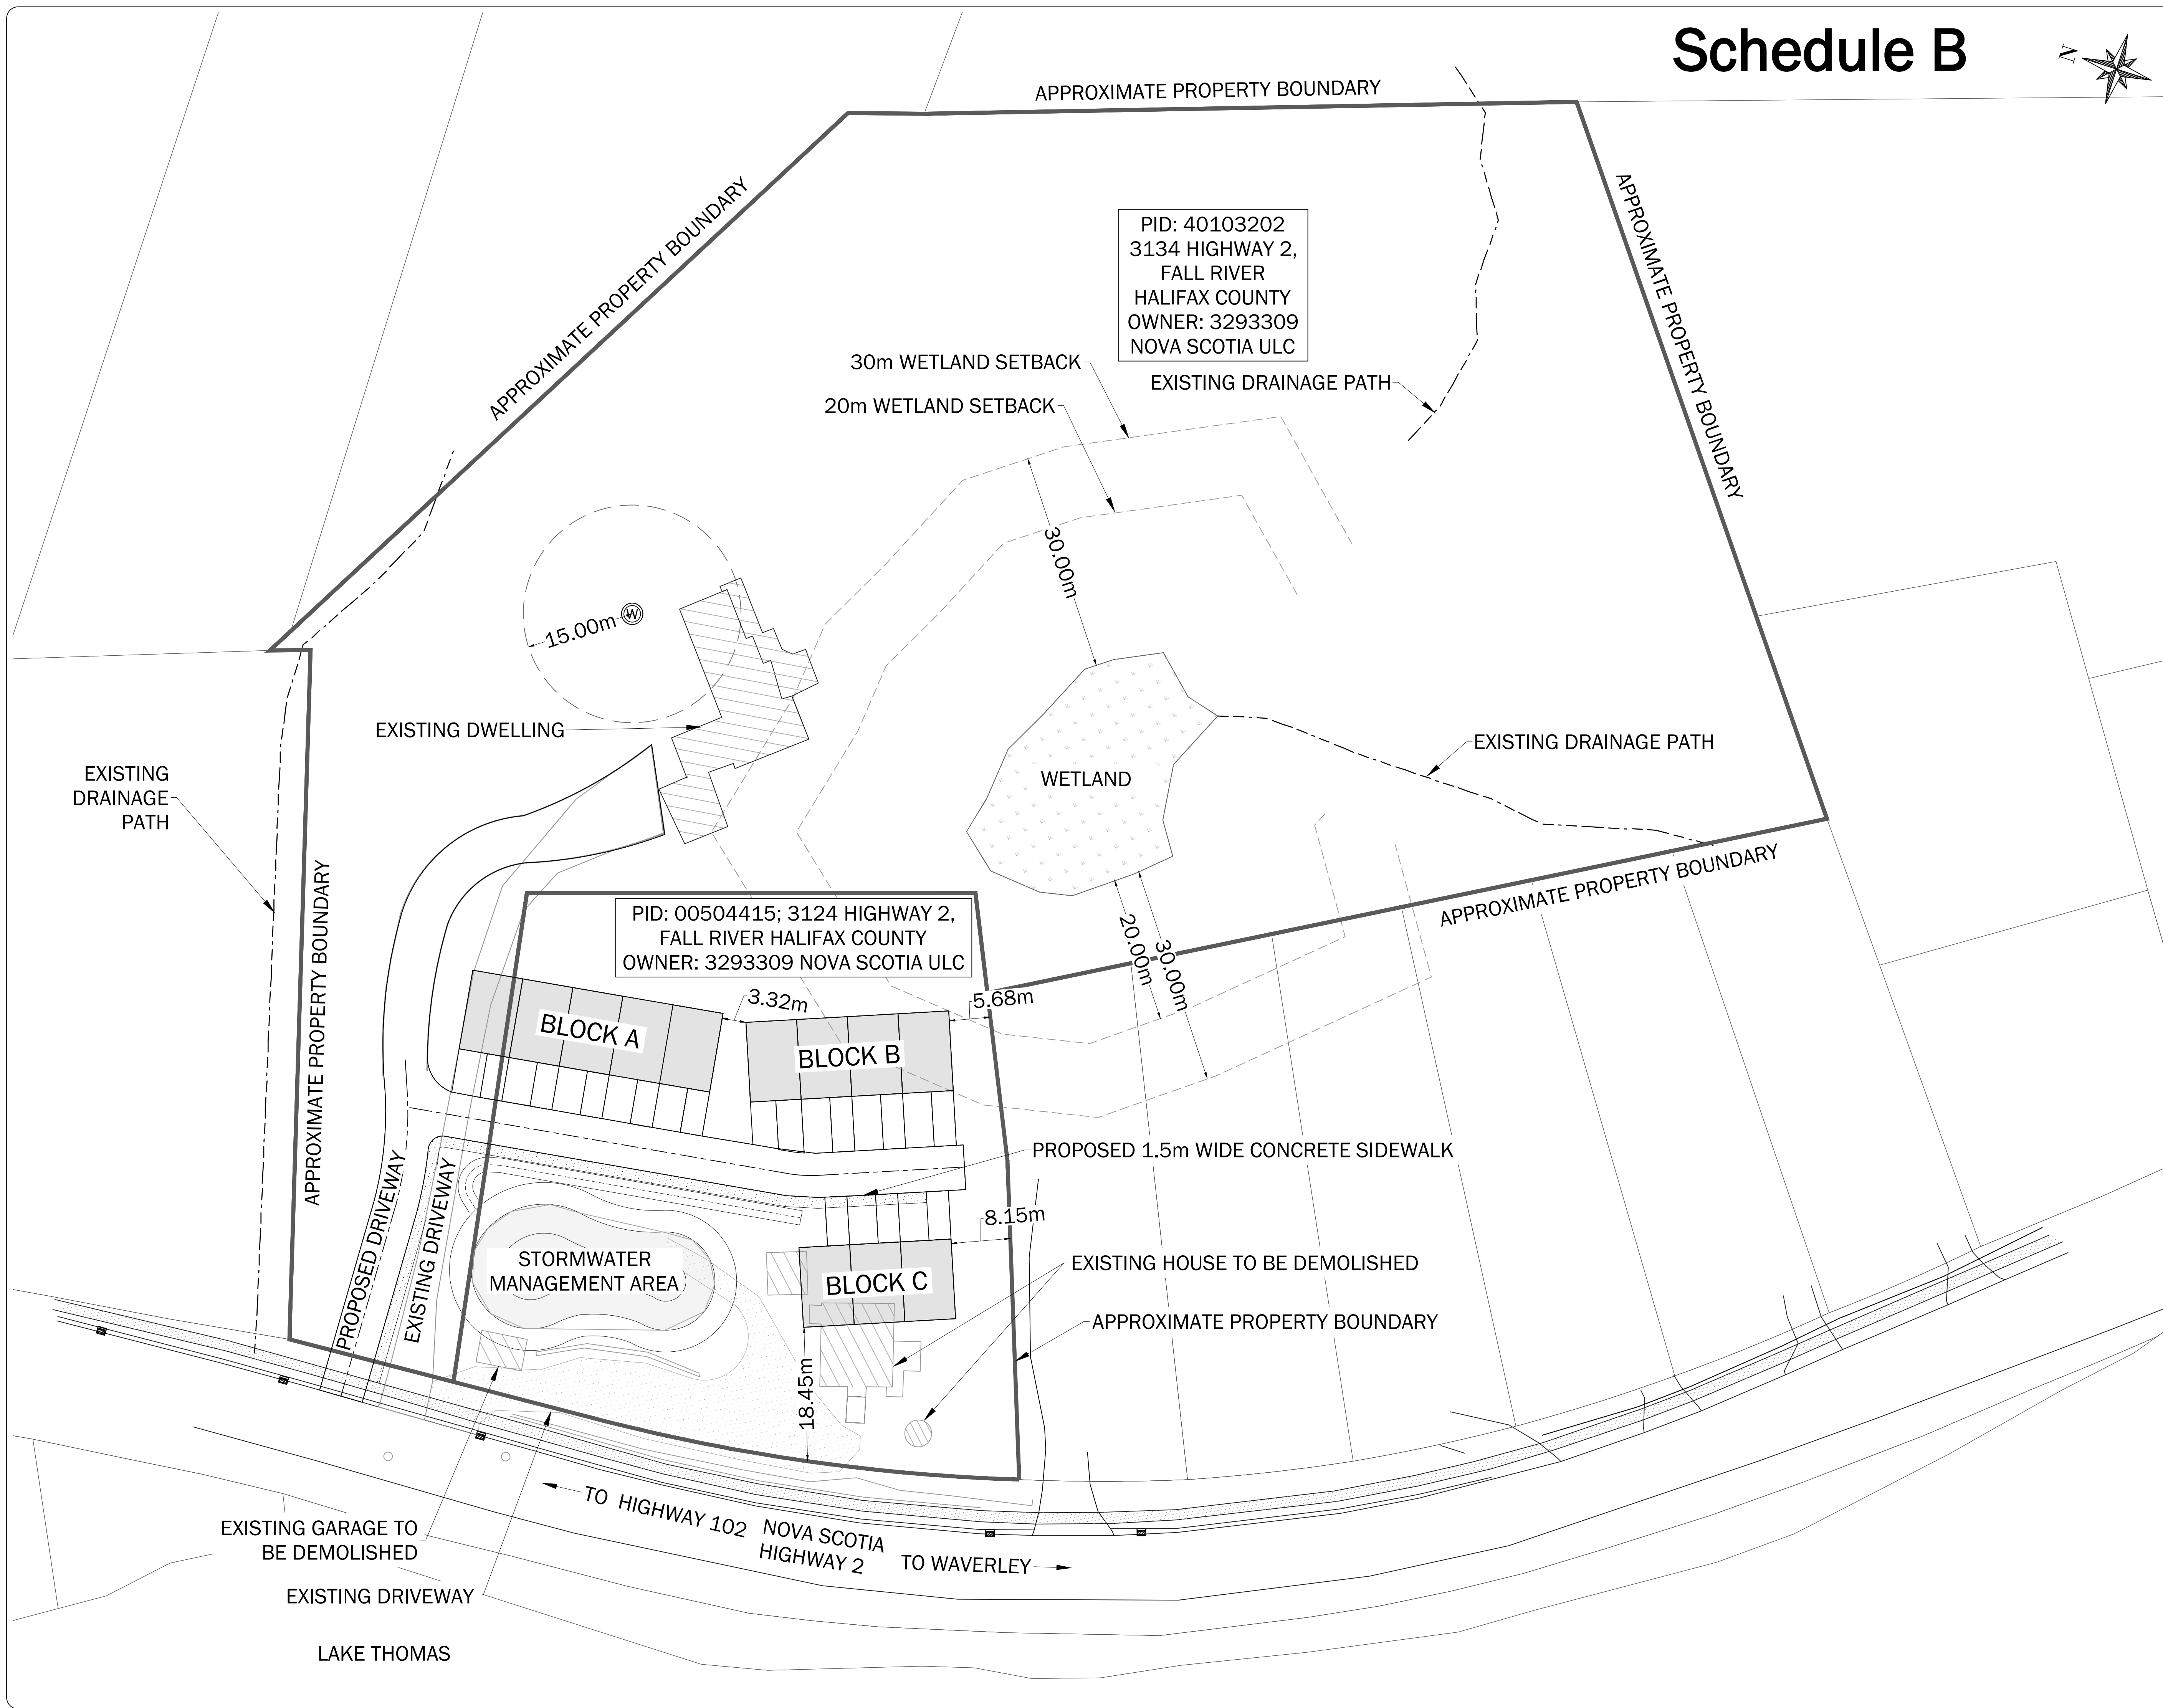 Schedule B
N
APPROXIMATE PROPERTY BOUNDARY
APPROXIMATE PROPERTY BOUNDARY
APPROXIMATE PROPERTY BOUNDARY
PID: 40103202
3134 HIGHWAY 2,
FALL RIVER
HALIFAX COUNTY
OWNER: 3293309
NOVA SCOTIA ULC
30m WETLAND SETBACK
EXISTING DRAINAGE PATH
20m WETLAND SETBACK
30.00m
15.00m
W
EXISTING DWELLING
EXISTING DRAINAGE PATH
EXISTING
DRAINAGE
PATH
WETLAND
APPROXIMATE PROPERTY BOUNDARY
APPROXIMATE PROPERTY BOUNDARY
PID: 00504415; 3124 HIGHWAY 2,
FALL RIVER HALIFAX COUNTY
OWNER: 3293309 NOVA SCOTIA ULC
20.00m
30.00m
3.32m
5.68m
BLOCK A
BLOCK B
PROPOSED 1.5m WIDE CONCRETE SIDEWALK
PROPOSED DRIVEWAY
EXISTING DRIVEWAY
8.15m
STORMWATER
MANAGEMENT AREA
EXISTING HOUSE TO BE DEMOLISHED
BLOCK C
APPROXIMATE PROPERTY BOUNDARY
18.45m
TO HIGHWAY 102
NOVA SCOTIA
HIGHWAY 2
TO WAVERLEY
EXISTING GARAGE TO
BE DEMOLISHED
EXISTING DRIVEWAY
LAKE THOMAS